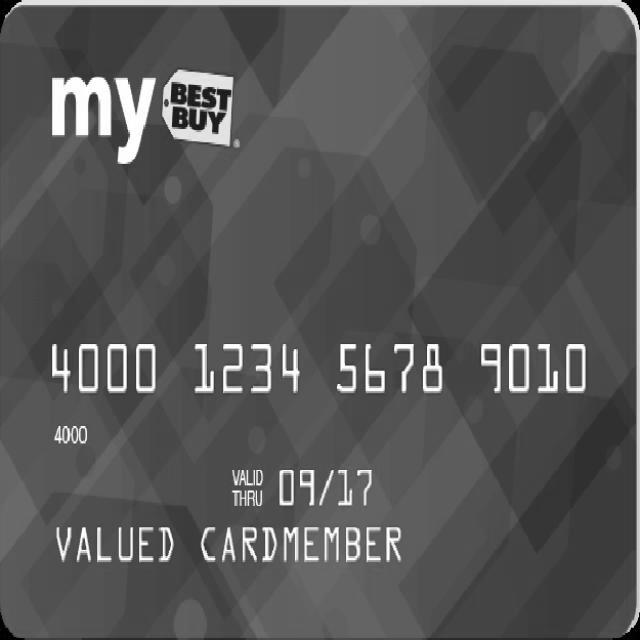 my BEST BUY®
4000 1234 5678 9010
4000
VALID THRU 09/17
VALUED CARDMEMBER